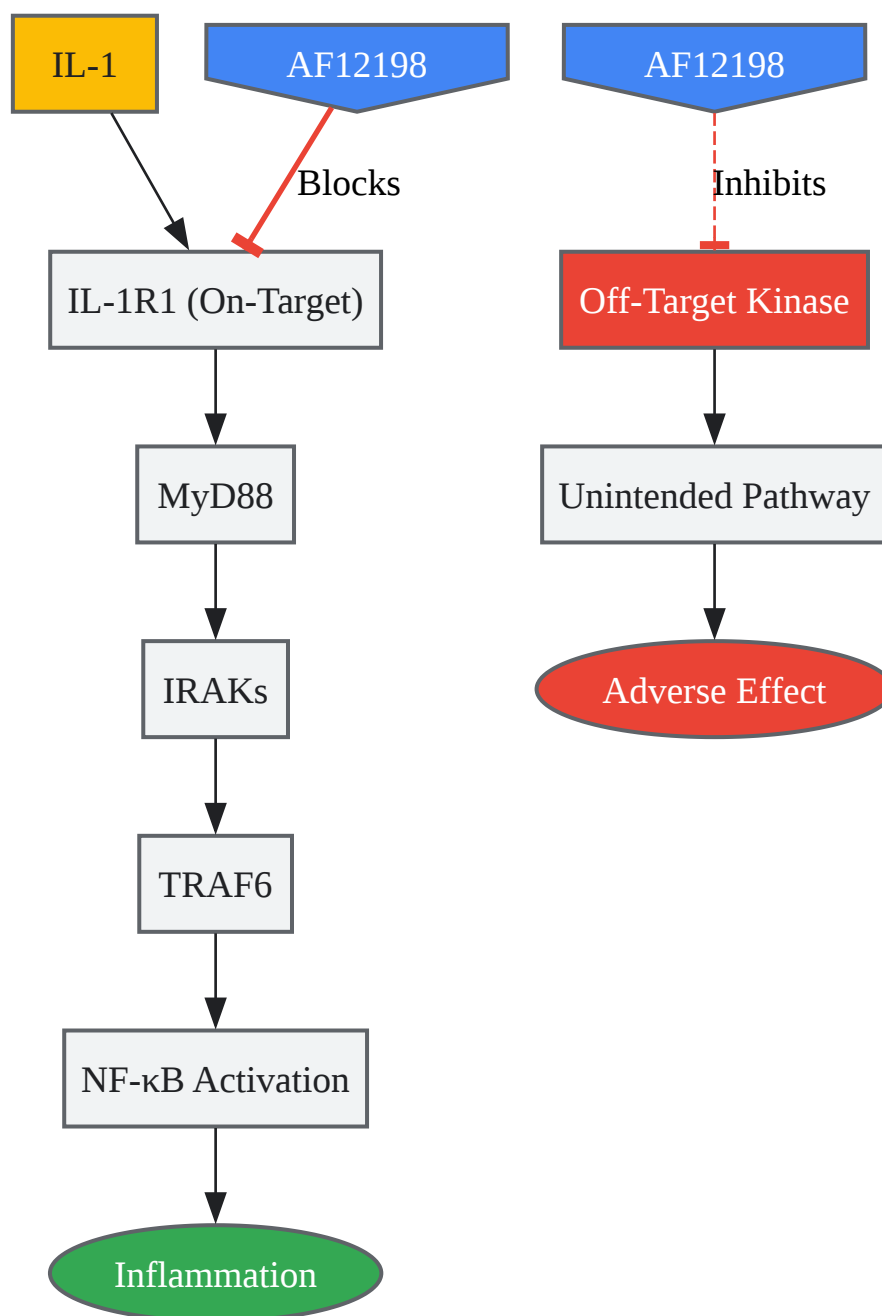 IL-1
AF12198
AF12198
Blocks
Inhibits
IL-1R1 (On-Target)
Off-Target Kinase
MyD88
Unintended Pathway
IRAKs
Adverse Effect
TRAF6
NF-κB Activation
Inflammation